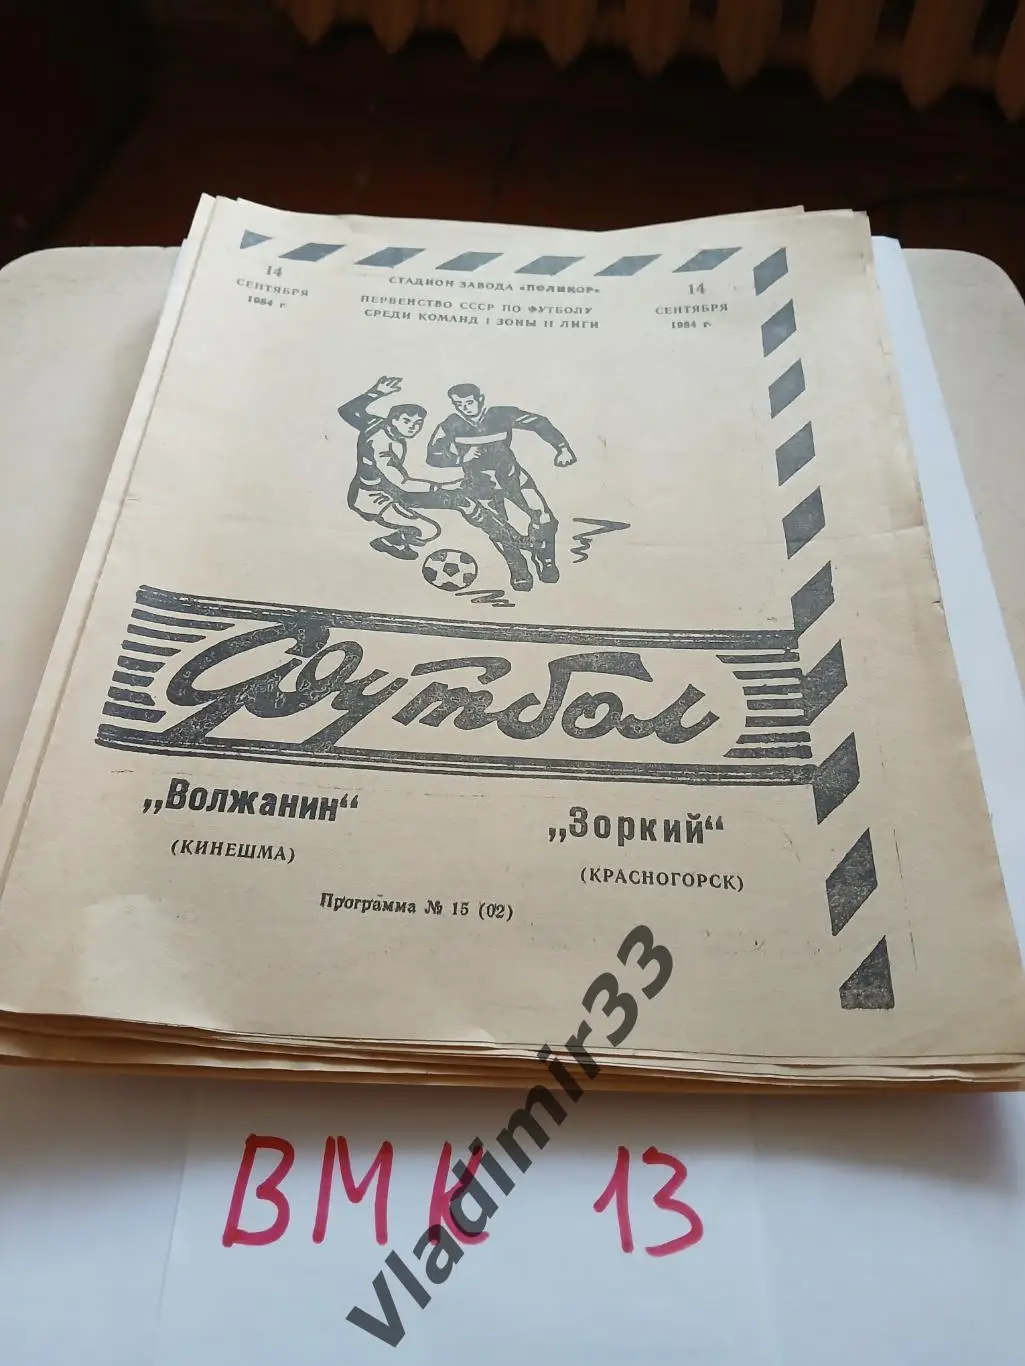 14
СЕНТЯБРЯ
1984 г
СТАДИОН ЗАВОДА «ПОЛИКОР»
ПЕРВЕНСТВО СССР ПО ФУТБОЛУ
СРЕДИ КОМАНД I ЗОНЫ II ЛИГИ
14
СЕНТЯБРЯ
1984 г.
Футбол
„Волжанин“
(КИНЕШМА)
„Зоркий“
(КРАСНОГОРСК)
Программа № 15 (02)
ВМК 13
Vladimir33